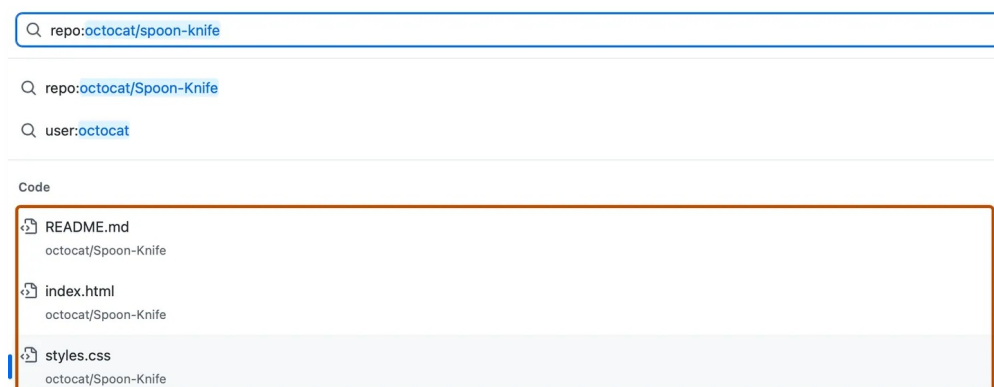 repo:octocat/spoon-knife
repo:octocat/Spoon-Knife
user:octocat
Code
README.md
octocat/Spoon-Knife
index.html
octocat/Spoon-Knife
styles.css
octocat/Spoon-Knife